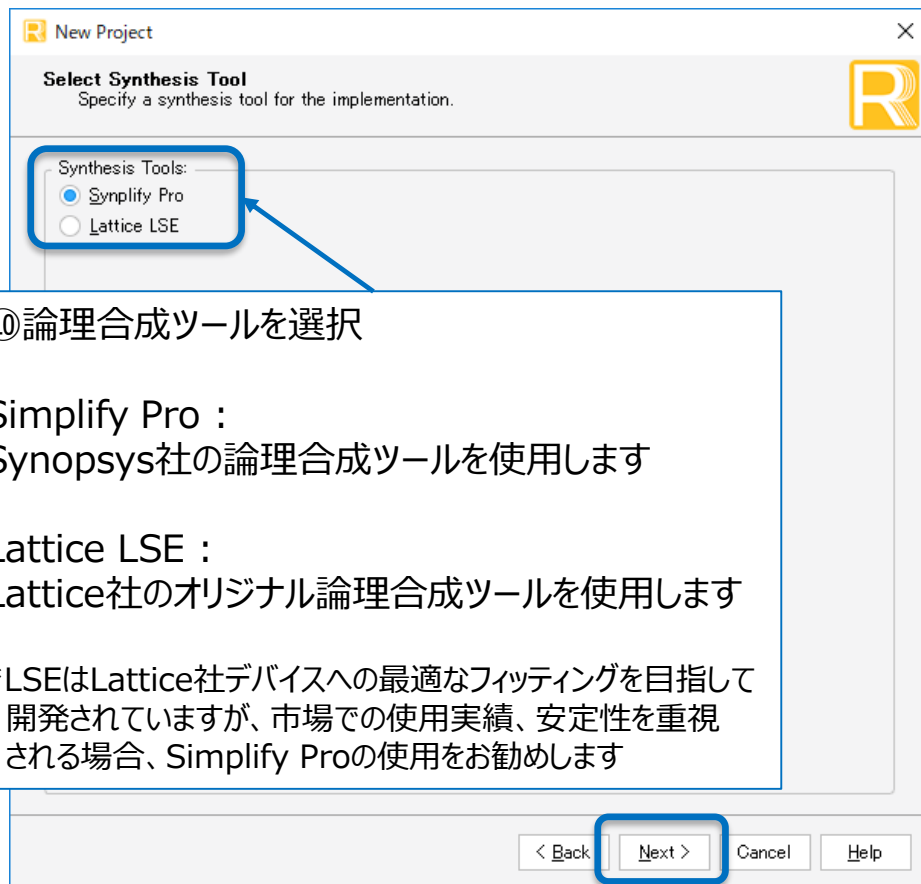 New Project
Select Synthesis Tool
Specify a synthesis tool for the implementation.
Synthesis Tools:
Synplify Pro
Lattice LSE
⑩論理合成ツールを選択
Simplify Pro：
Synopsys社の論理合成ツールを使用します
Lattice LSE：
Lattice社のオリジナル論理合成ツールを使用します
LSEはLattice社デバイスへの最適なフィッティングを目指して
開発されていますが、市場での使用実績、安定性を重視
される場合、Simplify Proの使用をお勧めします
< Back Next > Cancel Help